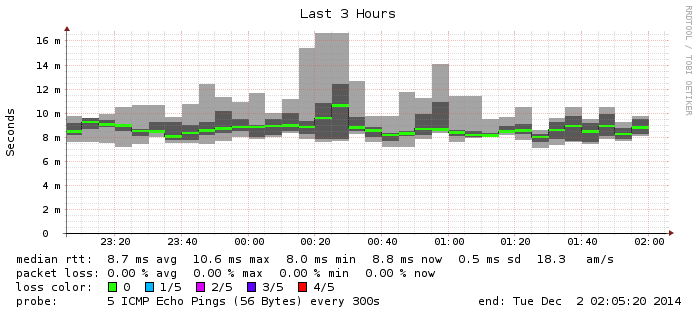 Last 3 Hours
RRDTOOL / TOBI OETIKER
Seconds
16 m
14 m
12 m
10 m
8 m
6 m
4 m
2 m
0
23:20 23:40 00:00 00:20 00:40 01:00 01:20 01:40 02:00
median rtt: 8.7 ms avg 10.6 ms max 8.0 ms min 8.8 ms now 0.5 ms sd 18.3 am/s
packet loss: 0.00 % avg 0.00 % max 0.00 % min 0.00 % now
loss color: 0 1/5 2/5 3/5 4/5
probe: 5 ICMP Echo Pings (56 Bytes) every 300s end: Tue Dec 2 02:05:20 2014